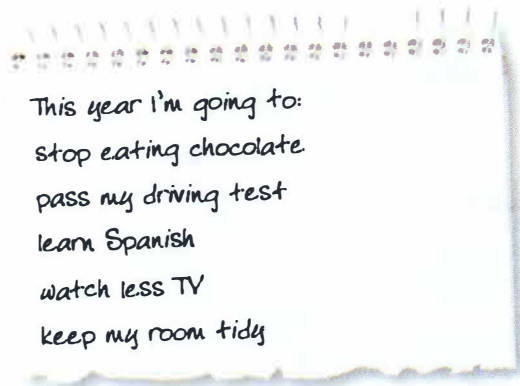 This year I'm going to:
stop eating chocolate
pass my driving test
learn Spanish
watch less TV
keep my room tidy